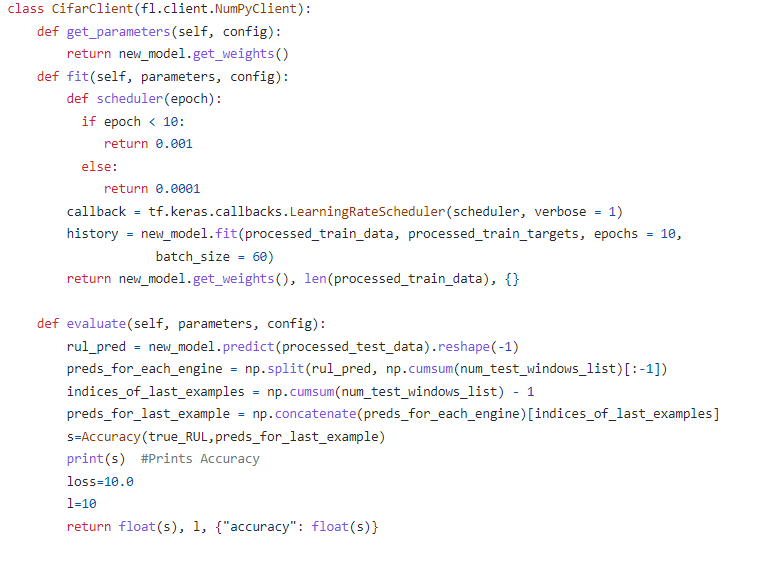 class CifarClient(fl.client.NumPyClient):
    def get_parameters(self, config):
        return new_model.get_weights()
    def fit(self, parameters, config):
        def scheduler(epoch):
          if epoch < 10:
             return 0.001
          else:
             return 0.0001
        callback = tf.keras.callbacks.LearningRateScheduler(scheduler, verbose = 1)
        history = new_model.fit(processed_train_data, processed_train_targets, epochs = 10,
                    batch_size = 60)
        return new_model.get_weights(), len(processed_train_data), {}

    def evaluate(self, parameters, config):
        rul_pred = new_model.predict(processed_test_data).reshape(-1)
        preds_for_each_engine = np.split(rul_pred, np.cumsum(num_test_windows_list)[:-1])
        indices_of_last_examples = np.cumsum(num_test_windows_list) - 1
        preds_for_last_example = np.concatenate(preds_for_each_engine)[indices_of_last_examples]
        s=Accuracy(true_RUL,preds_for_last_example)
        print(s)  #Prints Accuracy
        loss=10.0
        l=10
        return float(s), l, {"accuracy": float(s)}